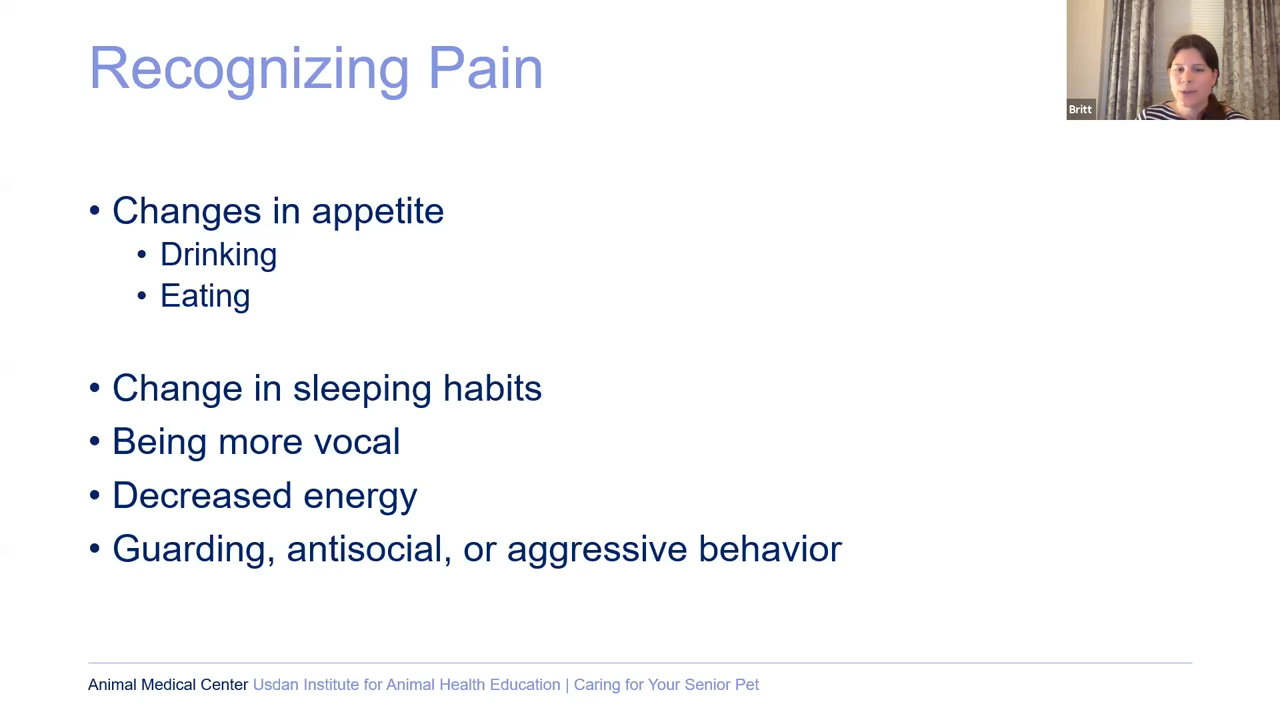 Recognizing Pain
Britt
• Changes in appetite
• Drinking
• Eating
• Change in sleeping habits
• Being more vocal
• Decreased energy
• Guarding, antisocial, or aggressive behavior
Animal Medical Center Usdan Institute for Animal Health Education | Caring for Your Senior Pet